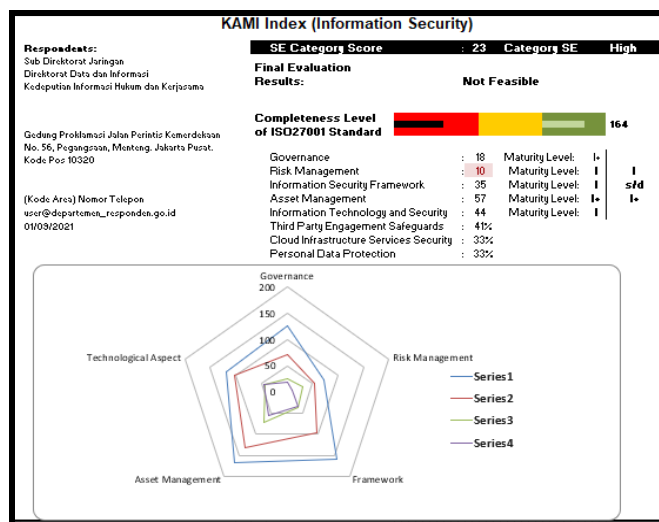 KAMI Index (Information Security)
Respondents:
Sub Direktorat Jaringan
Direktorat Data dan Informasi
Kedeputian Informasi Hukum dan Kerjasama
Gedung Proklamasi Jalan Perintis Kemerdekaan
No. 56, Pegangsaan, Menteng. Jakarta Pusat.
Kode Pos 10320
(Kode Area) Nomor Telepon
user@departemen_responden.go.id
01/09/2021
SE Category Score : 23 Category SE High
Final Evaluation
Results: Not Feasible
Completeness Level
of ISO27001 Standard 164
Governance : 18 Maturity Level: I+
Risk Management : 10 Maturity Level: I I
Information Security Framework : 35 Maturity Level: I s/d
Asset Management : 57 Maturity Level: I+ I+
Information Technology and Security : 44 Maturity Level: I
Third Party Engagement Safeguards : 41%
Cloud Infrastructure Services Security : 33%
Personal Data Protection : 33%
Governance
200
150
100
50
0
Technological Aspect
Risk Management
Asset Management
Framework
Series1
Series2
Series3
Series4